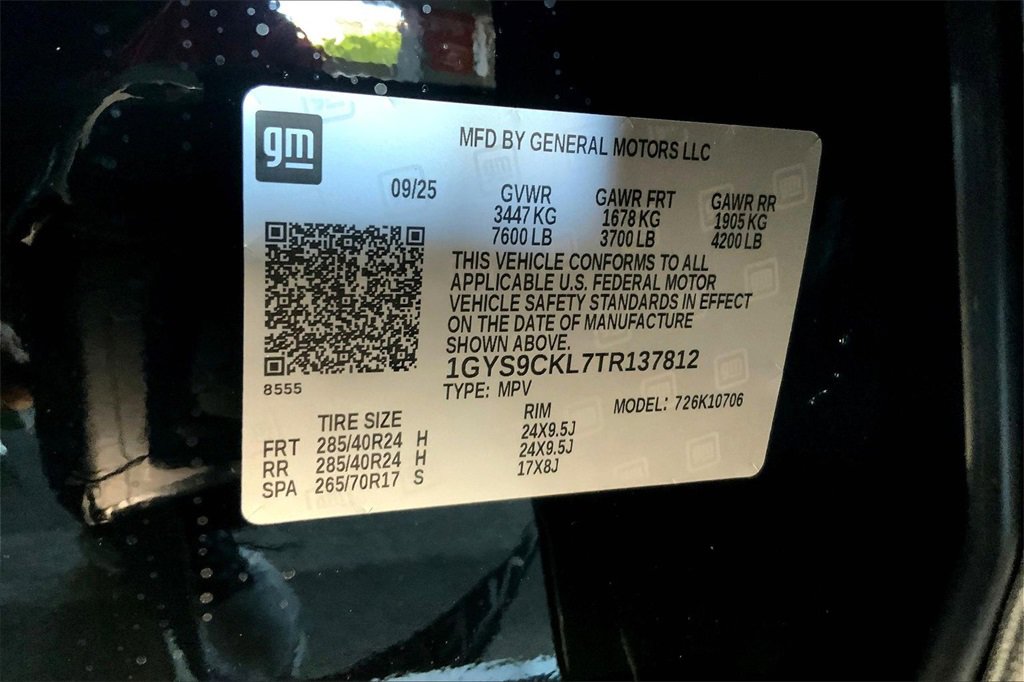 gm
MFD BY GENERAL MOTORS LLC
09/25 GVWR GAWR FRT GAWR RR
3447 KG 1678 KG 1905 KG
7600 LB 3700 LB 4200 LB
THIS VEHICLE CONFORMS TO ALL
APPLICABLE U.S. FEDERAL MOTOR
VEHICLE SAFETY STANDARDS IN EFFECT
ON THE DATE OF MANUFACTURE
SHOWN ABOVE.
1GYS9CKL7TR137812
8555
TYPE: MPV MODEL: 726K10706
TIRE SIZE RIM
FRT 285/40R24 H 24X9.5J
RR 285/40R24 H 24X9.5J
SPA 265/70R17 S 17X8J